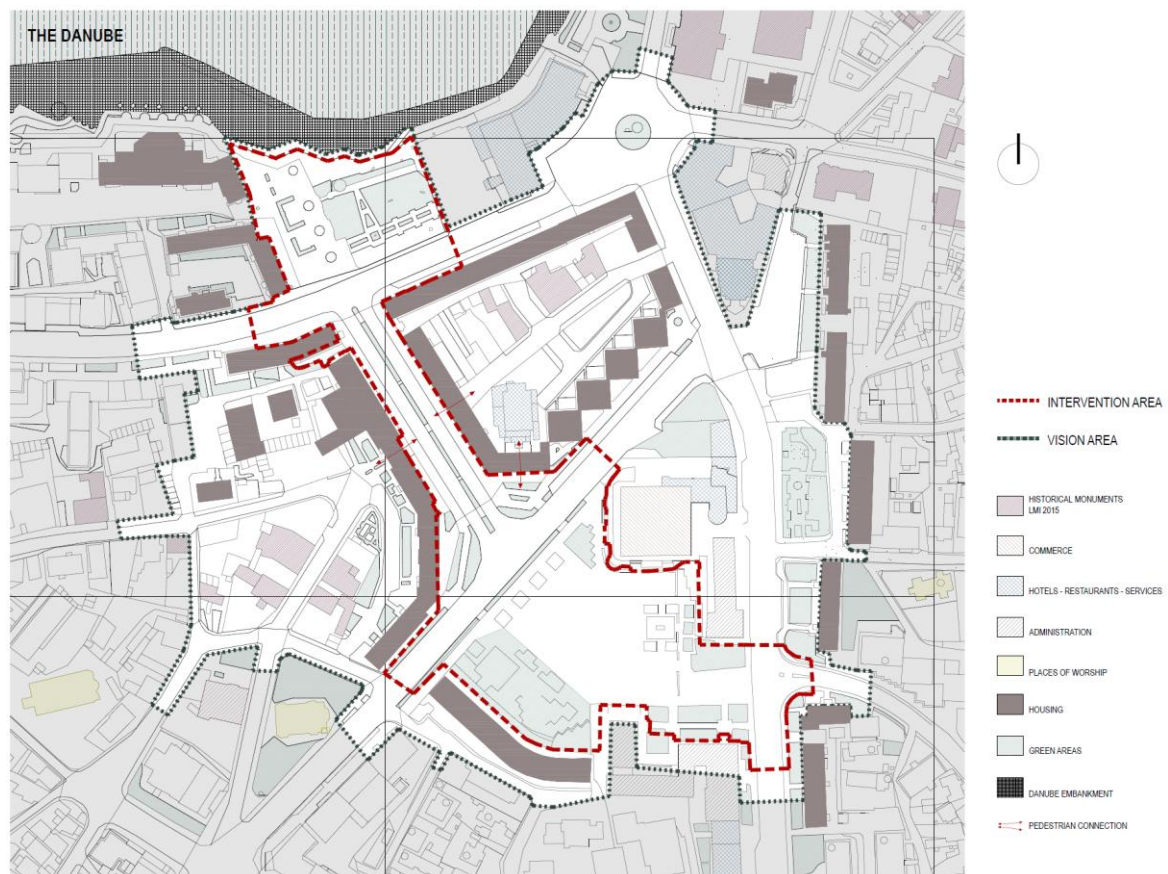 THE DANUBE
P
INTERVENTION AREA
VISION AREA
HISTORICAL MONUMENTS
LMI 2015
COMMERCE
HOTELS - RESTAURANTS - SERVICES
ADMINISTRATION
PLACES OF WORSHIP
HOUSING
GREEN AREAS
DANUBE EMBANKMENT
PEDESTRIAN CONNECTION